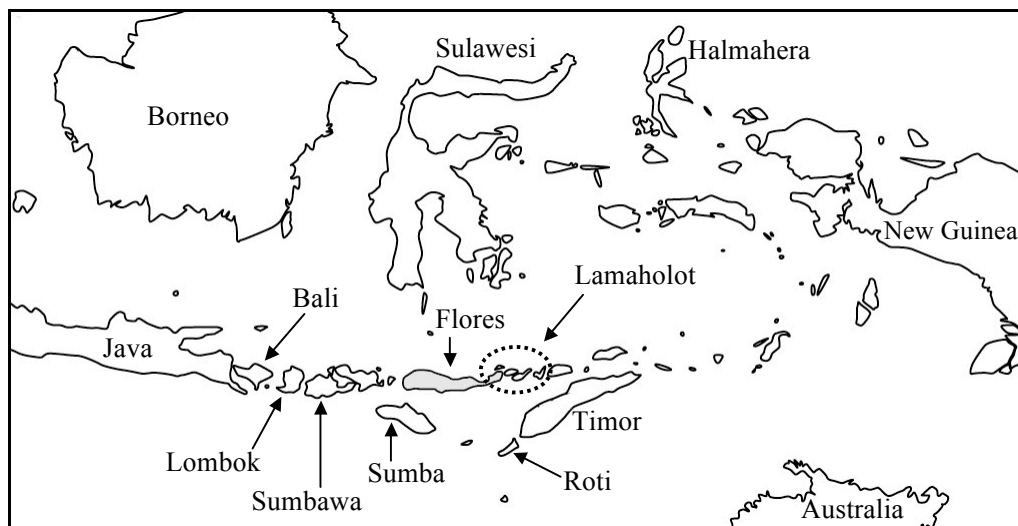 Sulawesi
Halmahera
Borneo
New Guinea
Lamaholot
Bali
Flores
Java
Timor
Lombok
Sumba
Roti
Sumbawa
Australia